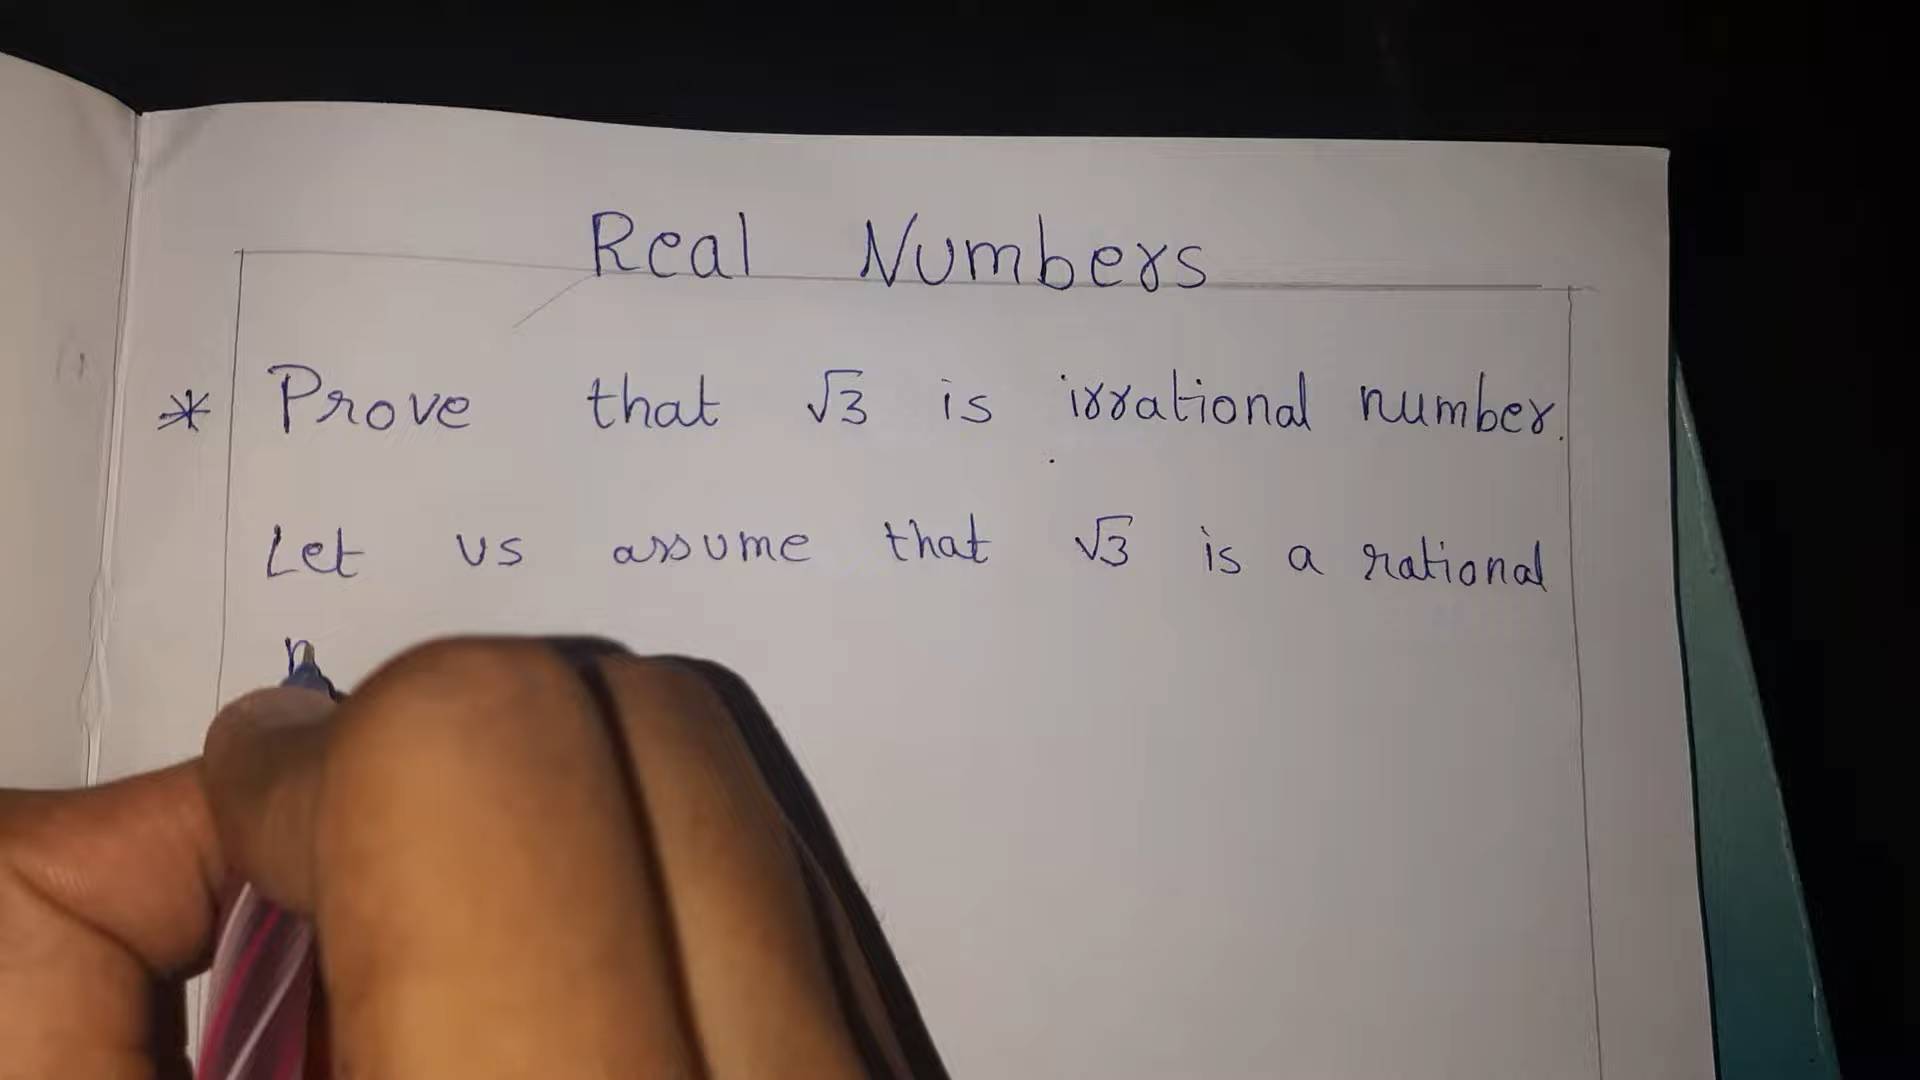 Real Numbers
* Prove that √3 is irrational number.
Let us assume that √3 is a rational
n